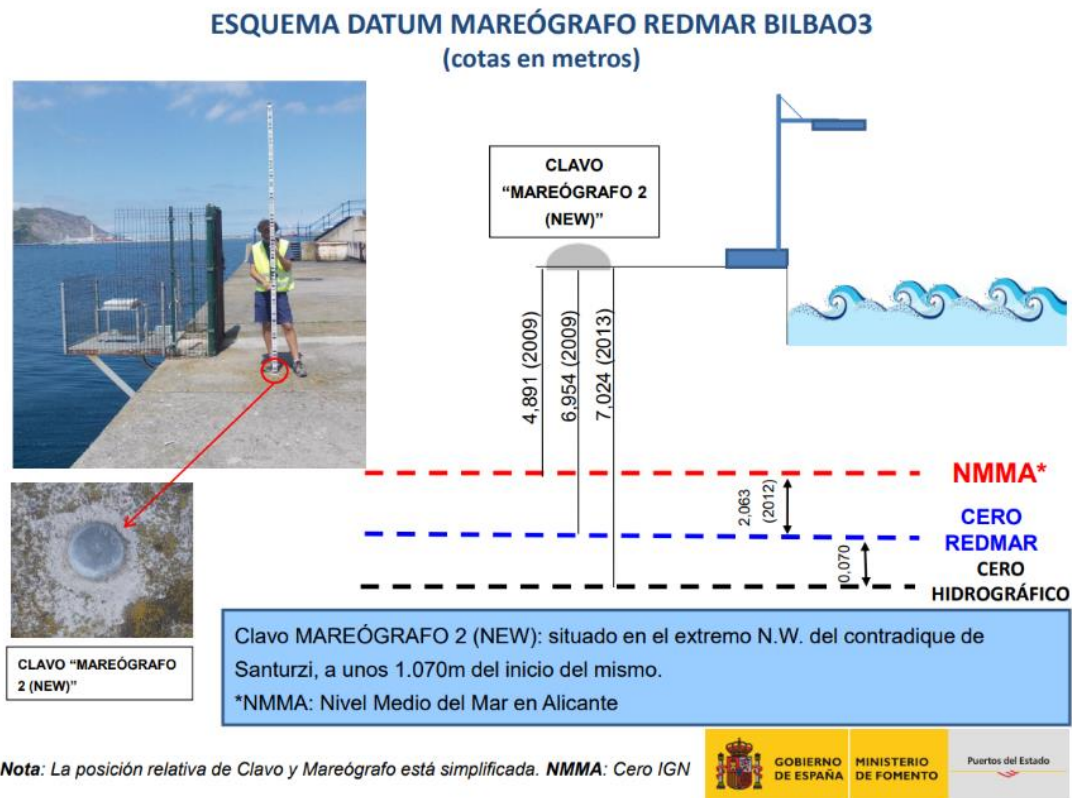 ESQUEMA DATUM MAREÓGRAFO REDMAR BILBAO3
(cotas en metros)
CLAVO
“MAREÓGRAFO 2
(NEW)”
4,891 (2009)
6,954 (2009)
7,024 (2013)
NMMA*
2,063
(2012)
CERO
REDMAR
0,070
CERO
HIDROGRÁFICO
CLAVO “MAREÓGRAFO
2 (NEW)”
Clavo MAREÓGRAFO 2 (NEW): situado en el extremo N.W. del contradique de
Santurzi, a unos 1.070m del inicio del mismo.
*NMMA: Nivel Medio del Mar en Alicante
Nota: La posición relativa de Clavo y Mareógrafo está simplificada. NMMA: Cero IGN
GOBIERNO
DE ESPAÑA
MINISTERIO
DE FOMENTO
Puertos del Estado